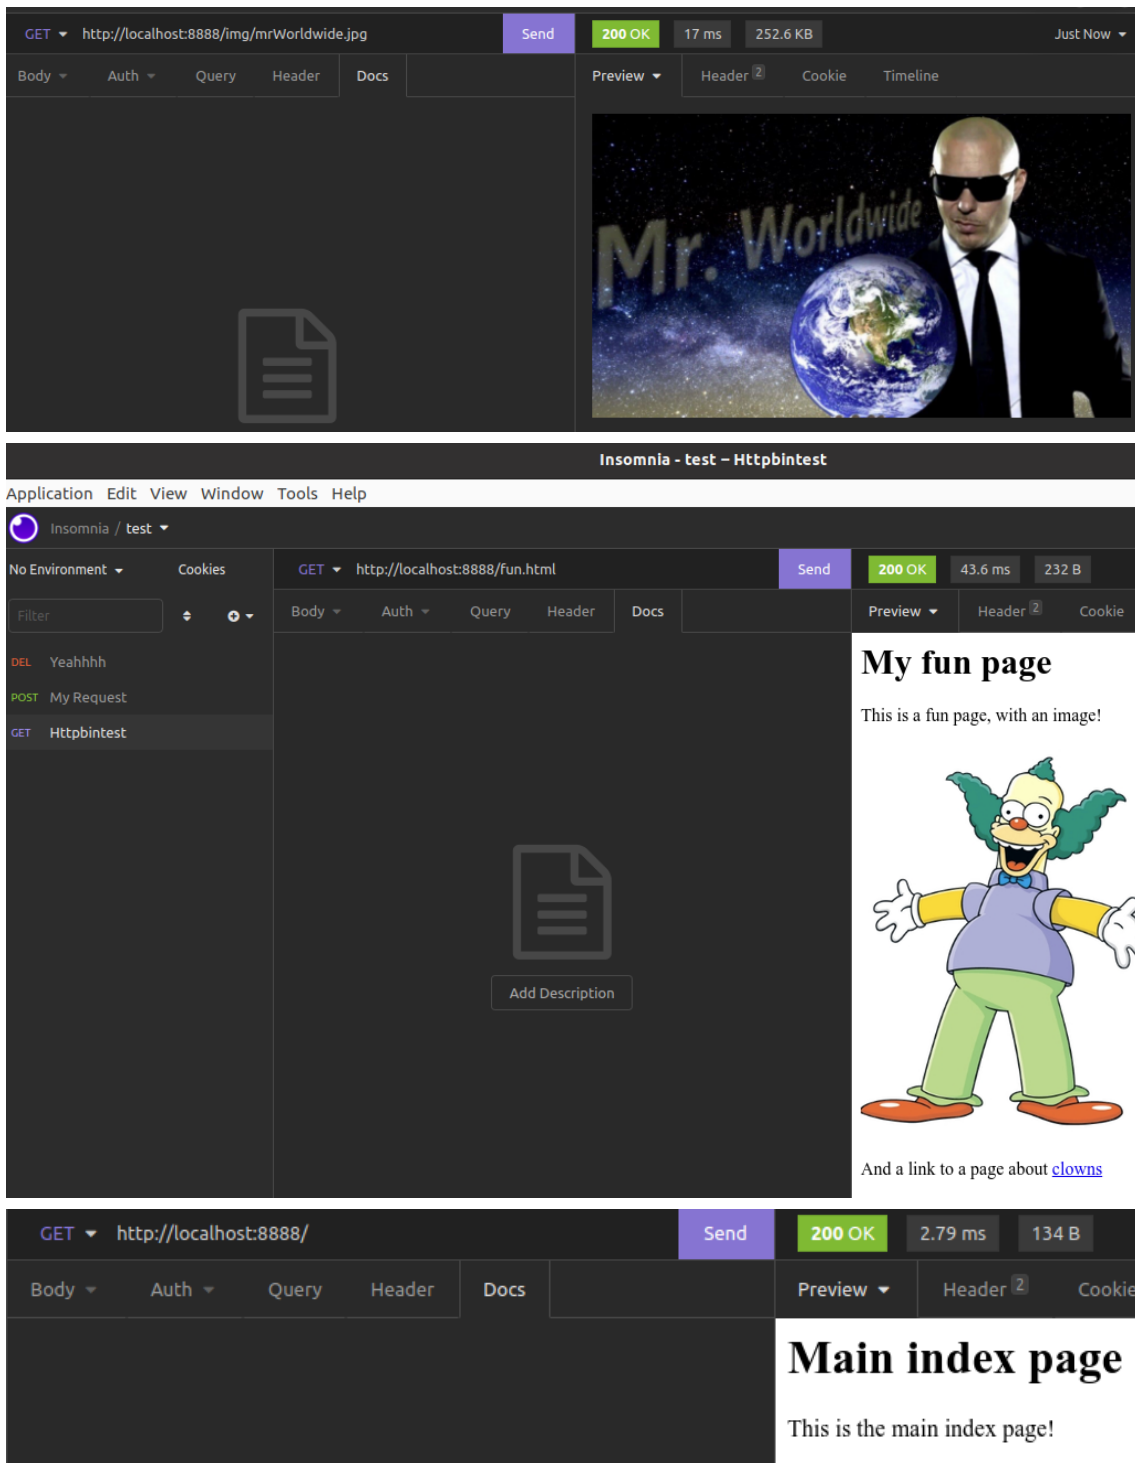 GET http://localhost:8888/img/mrWorldwide.jpg Send 200 OK 17 ms 252.6 KB Just Now
Body Auth Query Header Docs Preview Header 2 Cookie Timeline
Mr. Worldwide
Insomnia - test – Httpbintest
Application Edit View Window Tools Help
Insomnia / test
No Environment Cookies GET http://localhost:8888/fun.html Send 200 OK 43.6 ms 232 B
Filter Body Auth Query Header Docs Preview Header 2 Cookie
DEL Yeahhhh
POST My Request
GET Httpbintest
My fun page
This is a fun page, with an image!
Add Description
And a link to a page about clowns
GET http://localhost:8888/ Send 200 OK 2.79 ms 134 B
Body Auth Query Header Docs Preview Header 2 Cookie
Main index page
This is the main index page!